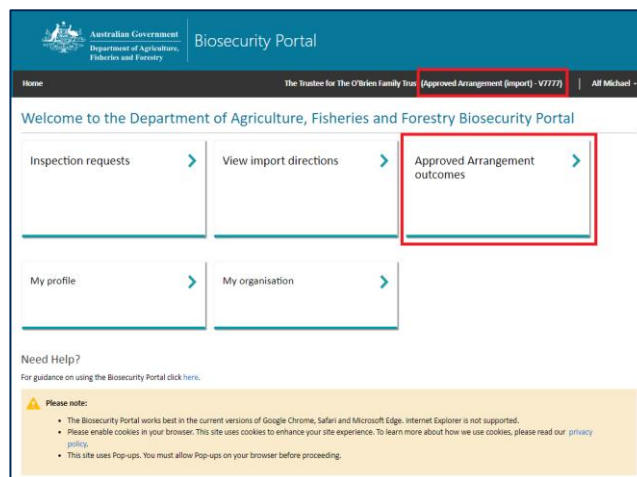 Australian Government
Department of Agriculture,
Fisheries and Forestry
Biosecurity Portal
Home
The Trustee for The O'Brien Family Trust (Approved Arrangement (import) - V7777)
Alf Michael
Welcome to the Department of Agriculture, Fisheries and Forestry Biosecurity Portal
Inspection requests
View import directions
Approved Arrangement
outcomes
My profile
My organisation
Need Help?
For guidance on using the Biosecurity Portal click here.
Please note:
• The Biosecurity Portal works best in the current versions of Google Chrome, Safari and Microsoft Edge. Internet Explorer is not supported.
• Please enable cookies in your browser. This site uses cookies to enhance your site experience. To learn more about how we use cookies, please read our privacy
policy.
• This site uses Pop-ups. You must allow Pop-ups on your browser before proceeding.